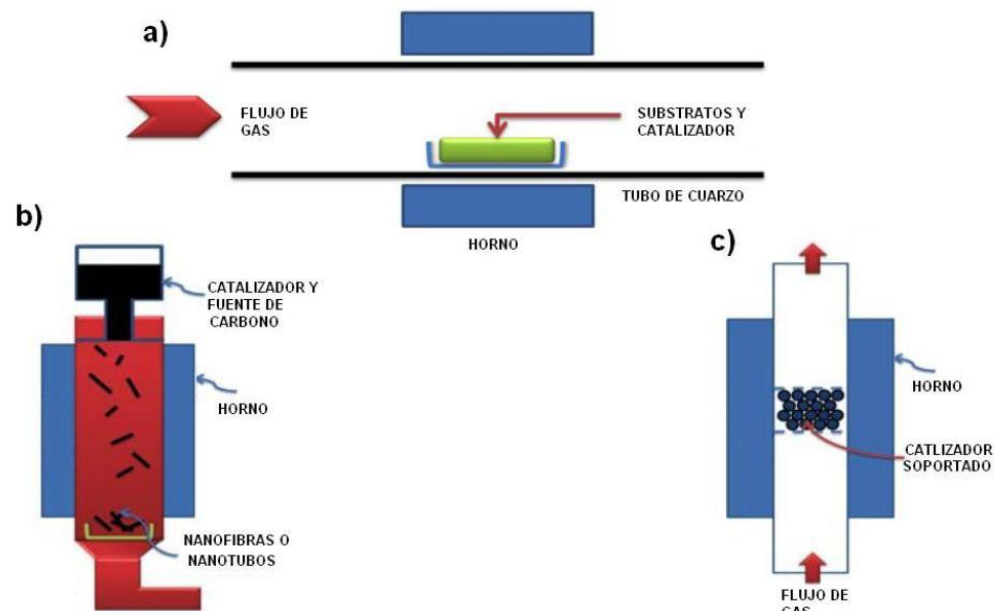 a)
FLUJO DE
GAS
SUBSTRATOS Y
CATALIZADOR
TUBO DE CUARZO
HORNO
b)
CATALIZADOR Y
FUENTE DE
CARBONO
HORNO
NANOFIBRAS O
NANOTUBOS
c)
HORNO
CATLIZADOR
SOPORTADO
FLUJO DE
GAS